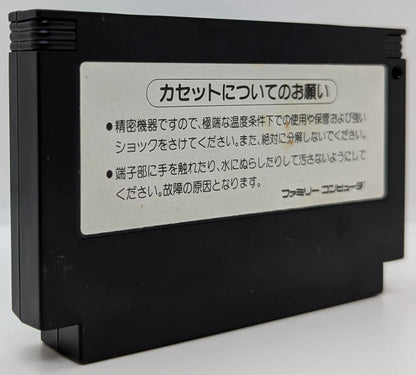 カセットについてのお願い
●精密機器ですので、極端な温度条件下での使用や保管および強い
ショックをさけてください。また、絶対に分解しないでください。
●端子部に手を触れたり、水にぬらしたりして汚さないようにして
ください。故障の原因となります。
ファミリーコンピュータ